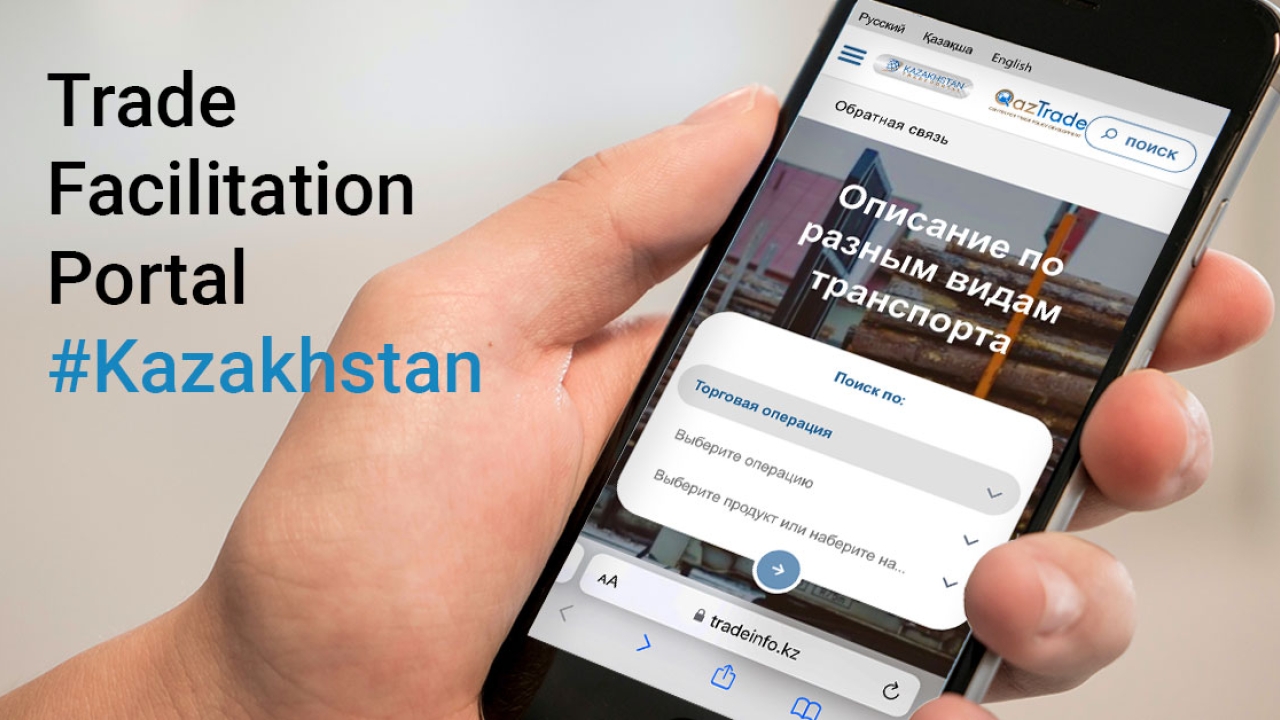 Trade
Facilitation
Portal
#Kazakhstan
Русский Қазақша English
KAZAKHSTAN
QazTrade
ПОИСК
Обратная связь
Описание по
разным видам
транспорта
Поиск по:
Торговая операция
Выберите операцию
Выберите продукт или наберите на...
AA
tradeinfo.kz